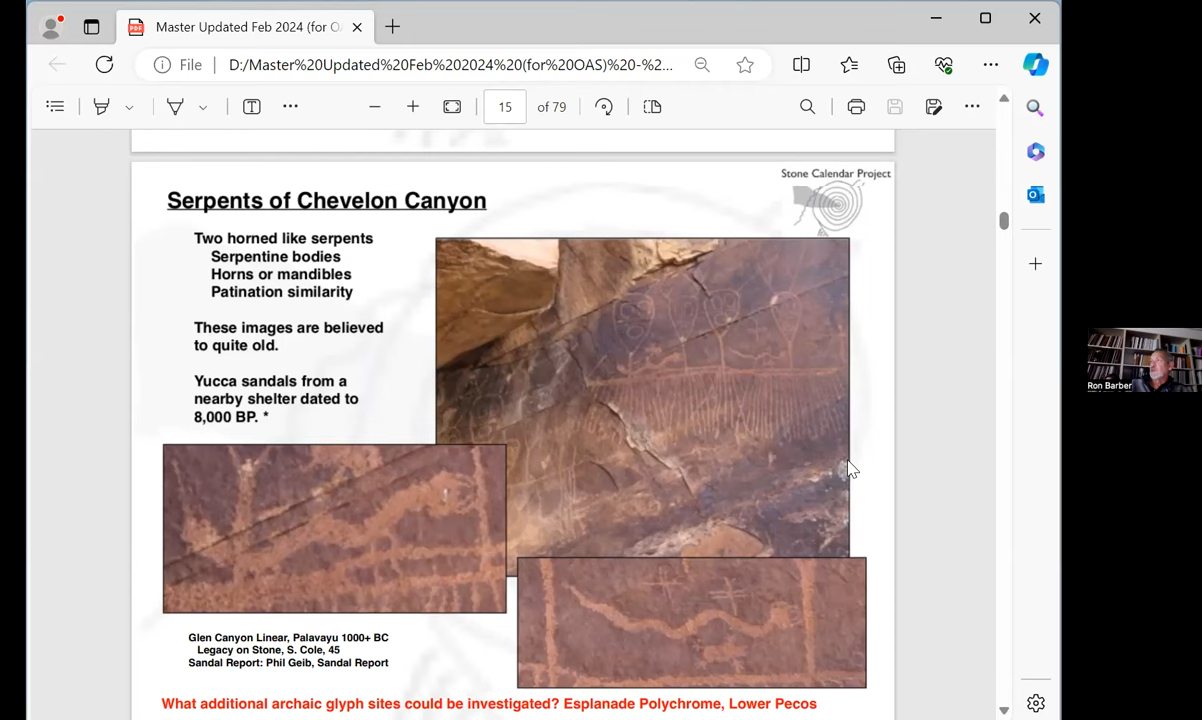 Master Updated Feb 2024 (for O
File
D:/Master%20Updated%20Feb%202024%20(for%20OAS)%20-%2...
15 of 79
Stone Calendar Project
Serpents of Chevelon Canyon
Two horned like serpents
Serpentine bodies
Horns or mandibles
Patination similarity
These images are believed
to quite old.
Yucca sandals from a
nearby shelter dated to
8,000 BP. *
Glen Canyon Linear, Palavayu 1000+ BC
Legacy on Stone, S. Cole, 45
Sandal Report: Phil Geib, Sandal Report
What additional archaic glyph sites could be investigated? Esplanade Polychrome, Lower Pecos
Ron Barber